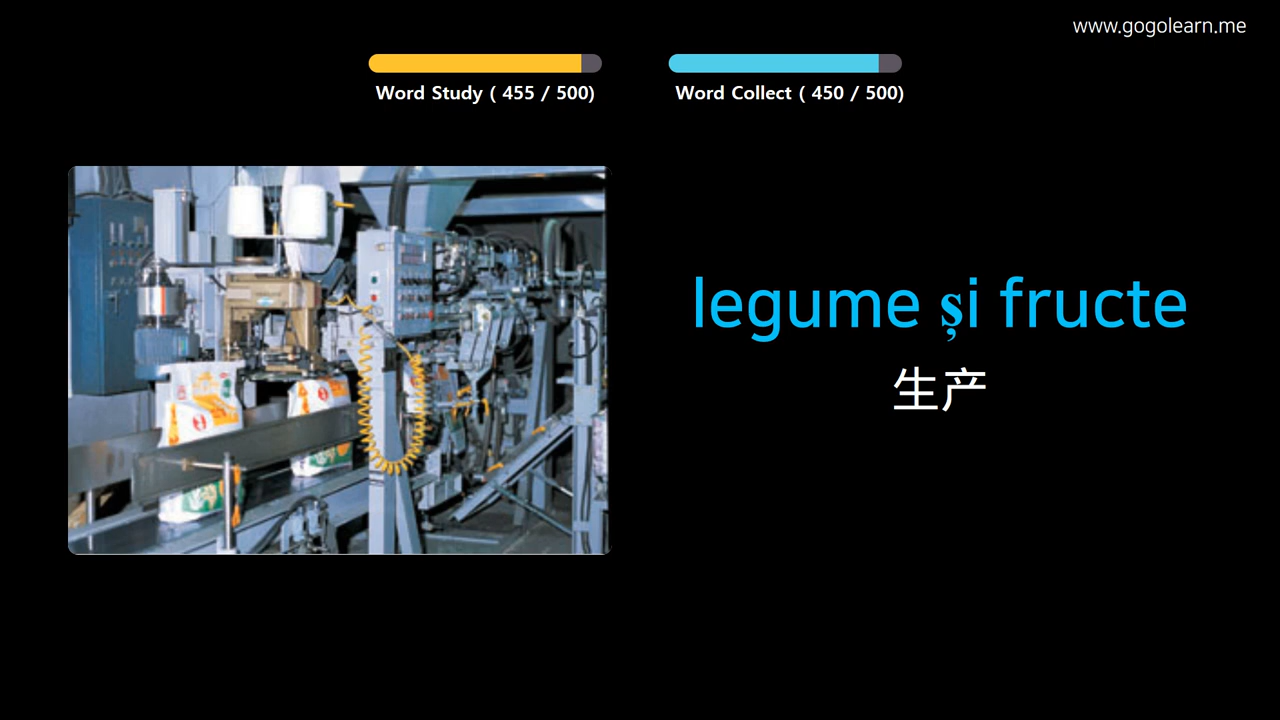 www.gogolearn.me
Word Study ( 455 / 500)
Word Collect ( 450 / 500)
legume și fructe
生产